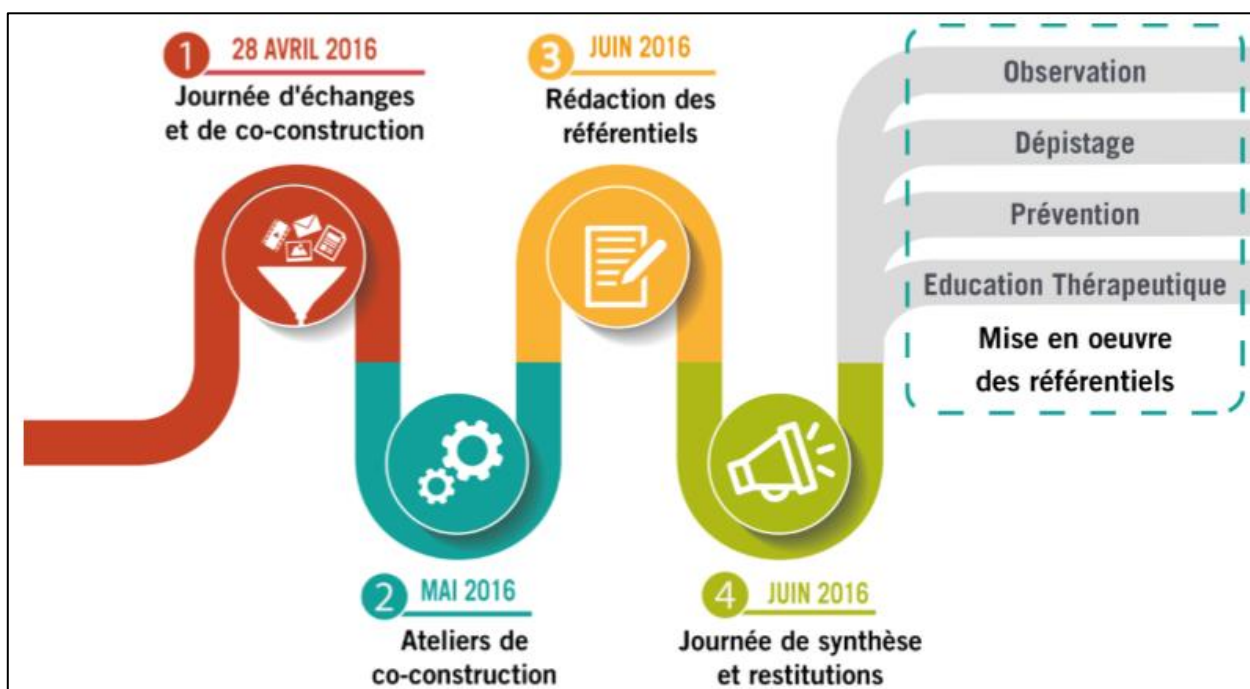 1 28 AVRIL 2016
Journée d'échanges
et de co-construction
2 MAI 2016
Ateliers de
co-construction
3 JUIN 2016
Rédaction des
référentiels
4 JUIN 2016
Journée de synthèse
et restitutions
Observation
Dépistage
Prévention
Education Thérapeutique
Mise en oeuvre
des référentiels